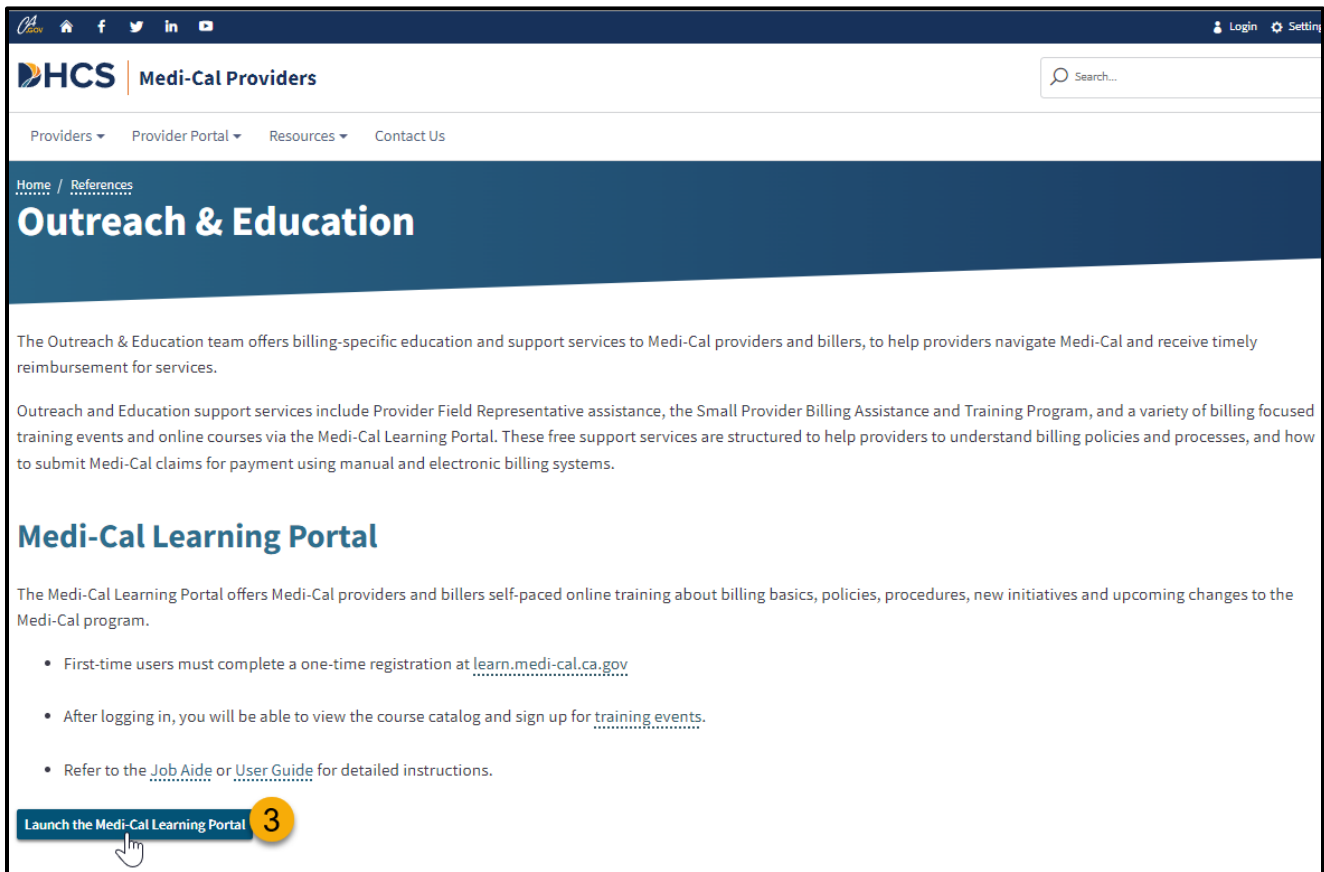 CA.GOV
Login Settin
DHCS Medi-Cal Providers
Search...
Providers Provider Portal Resources Contact Us
Home / References
Outreach & Education
The Outreach & Education team offers billing-specific education and support services to Medi-Cal providers and billers, to help providers navigate Medi-Cal and receive timely
reimbursement for services.
Outreach and Education support services include Provider Field Representative assistance, the Small Provider Billing Assistance and Training Program, and a variety of billing focused
training events and online courses via the Medi-Cal Learning Portal. These free support services are structured to help providers to understand billing policies and processes, and how
to submit Medi-Cal claims for payment using manual and electronic billing systems.
Medi-Cal Learning Portal
The Medi-Cal Learning Portal offers Medi-Cal providers and billers self-paced online training about billing basics, policies, procedures, new initiatives and upcoming changes to the
Medi-Cal program.
• First-time users must complete a one-time registration at learn.medi-cal.ca.gov
• After logging in, you will be able to view the course catalog and sign up for training events.
• Refer to the Job Aide or User Guide for detailed instructions.
Launch the Medi-Cal Learning Portal 3